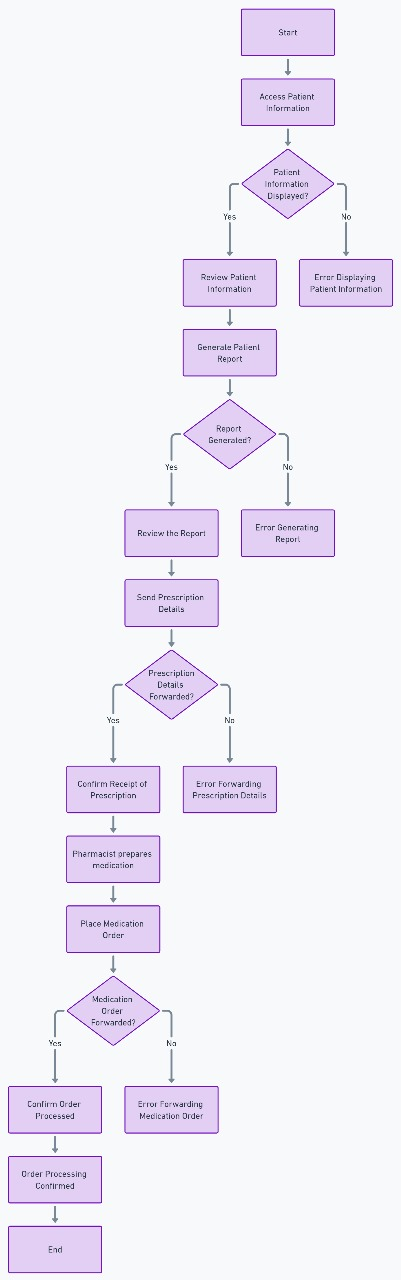 Start
Access Patient
Information
Patient
Information
Displayed?
Yes
No
Review Patient
Information
Error Displaying
Patient Information
Generate Patient
Report
Report
Generated?
Yes
No
Review the Report
Error Generating
Report
Send Prescription
Details
Prescription
Details
Forwarded?
Yes
No
Confirm Receipt of
Prescription
Error Forwarding
Prescription Details
Pharmacist prepares
medication
Place Medication
Order
Medication
Order
Forwarded?
Yes
No
Confirm Order
Processed
Error Forwarding
Medication Order
Order Processing
Confirmed
End